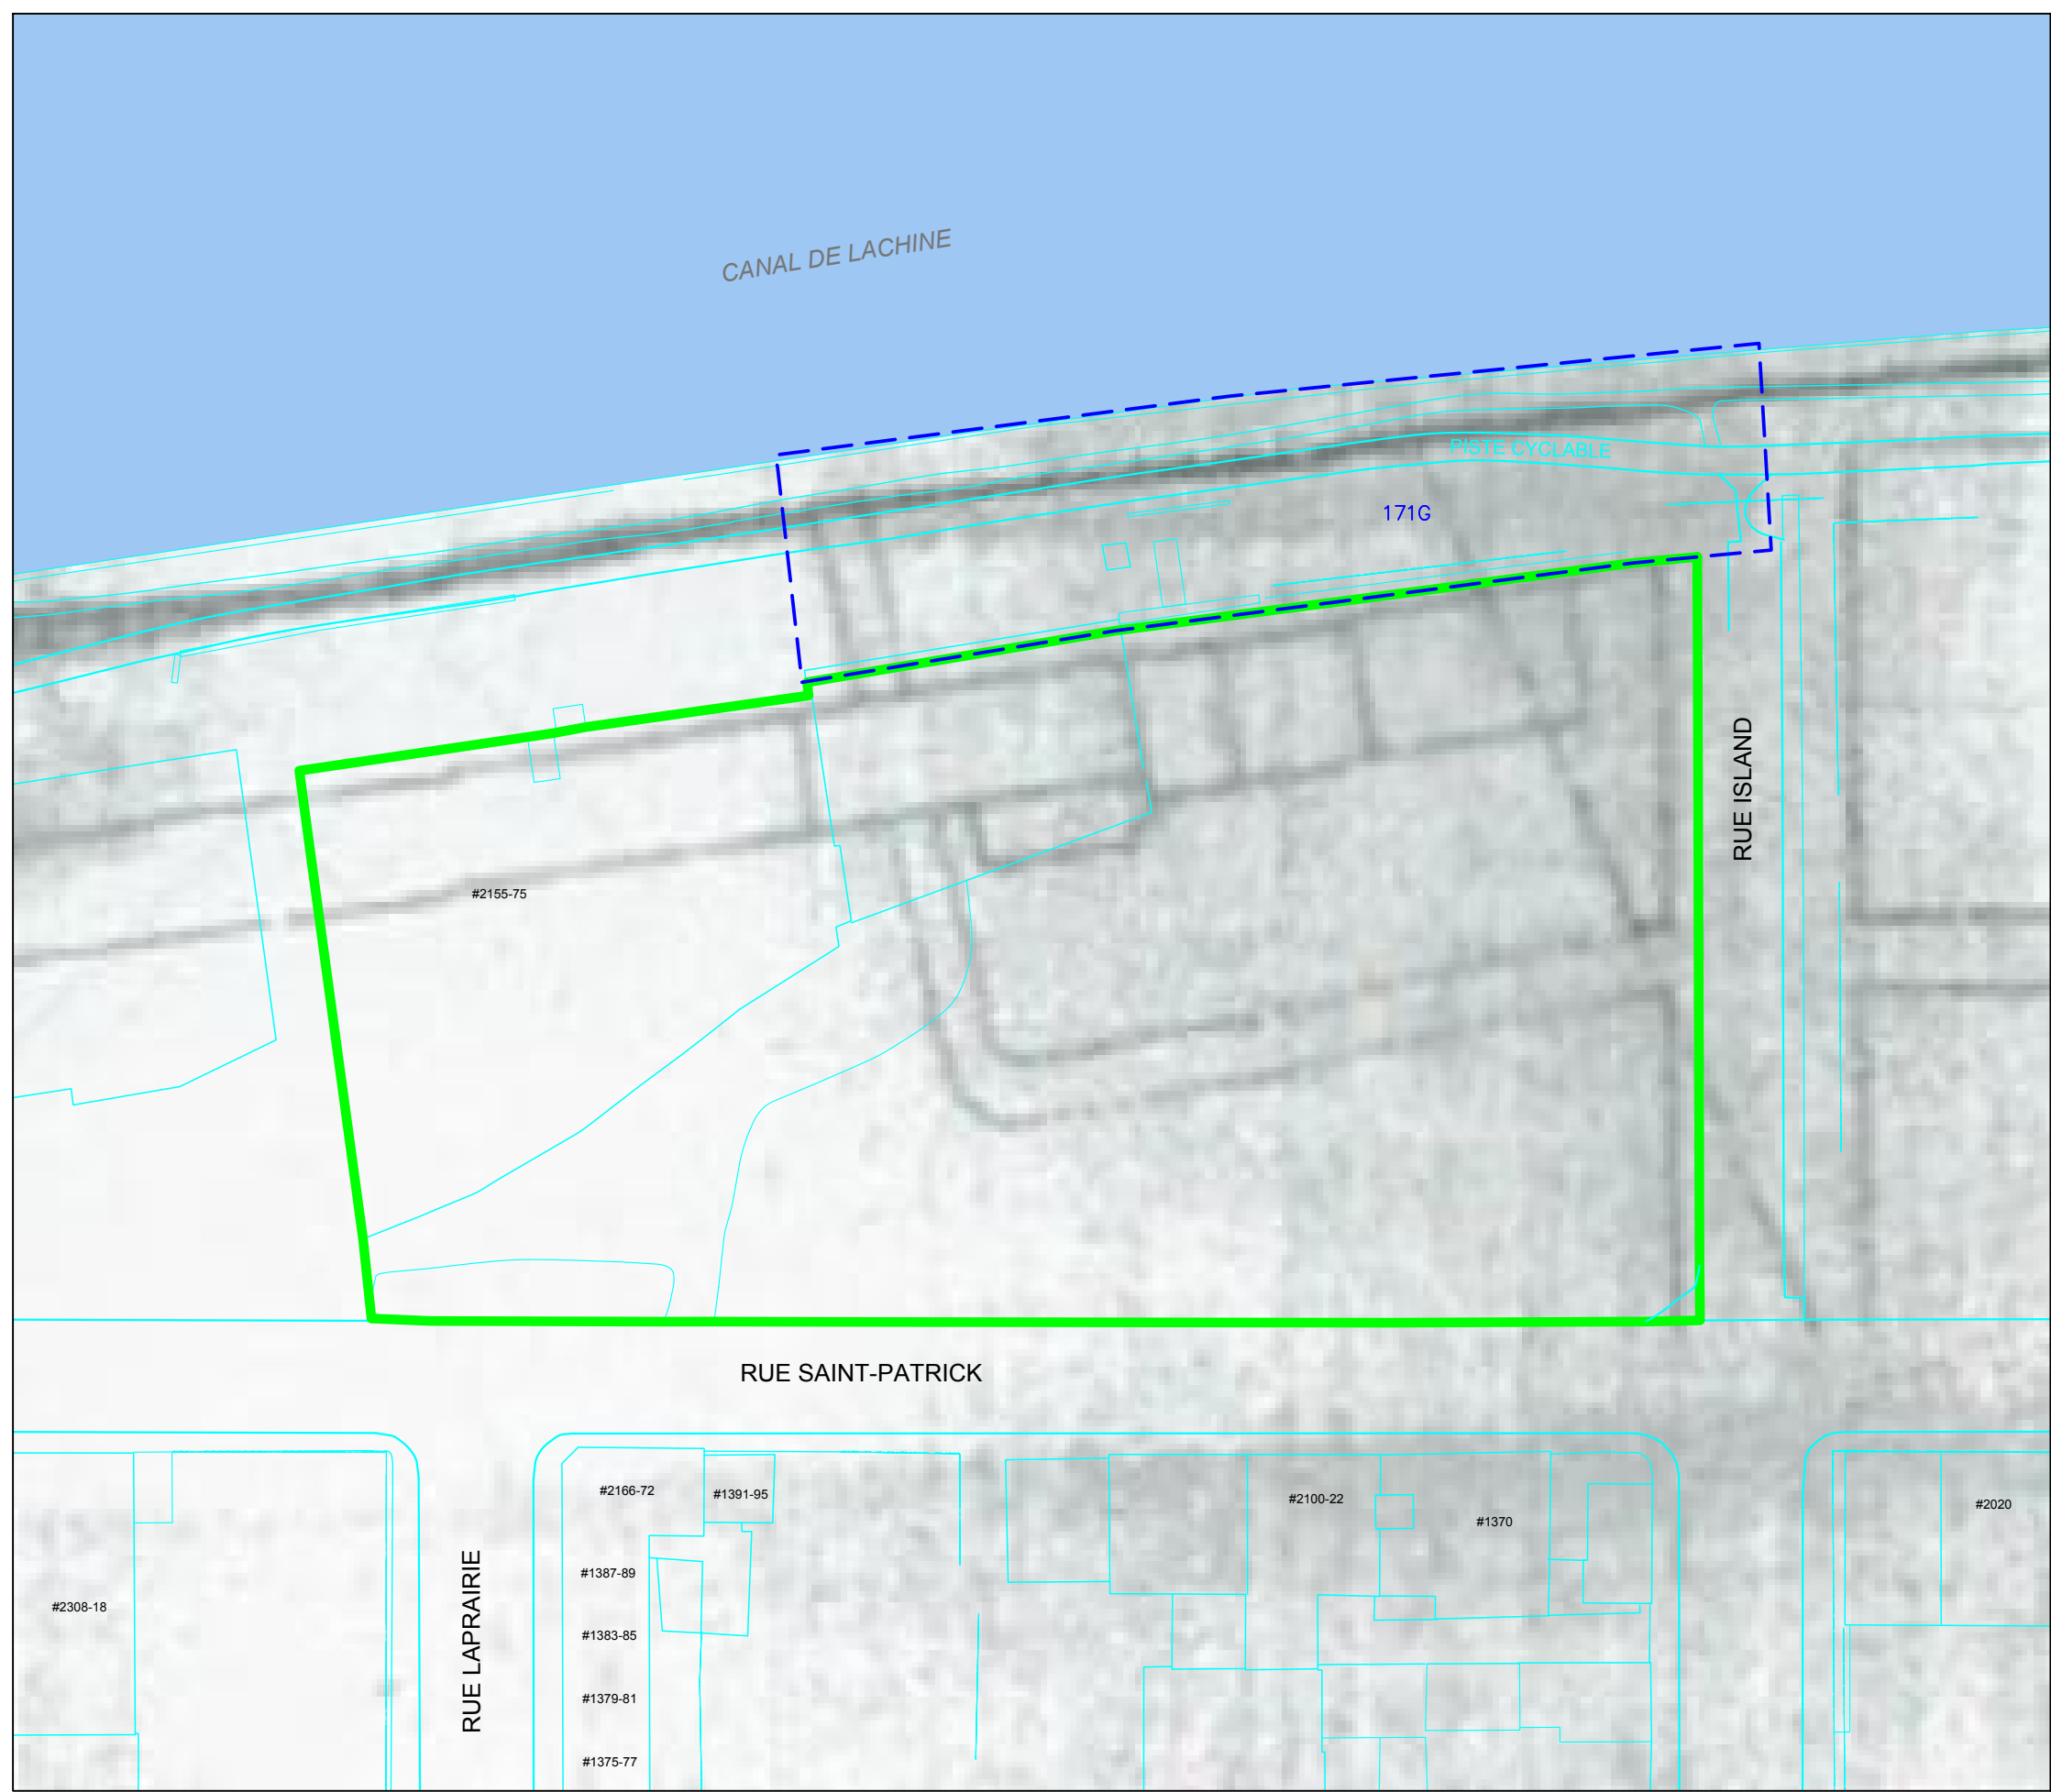 CANAL DE LACHINE
PISTE CYCLABLE
171G
RUE ISLAND
#2155-75
RUE SAINT-PATRICK
#2166-72
#1391-95
#2100-22
#2020
#1370
#1387-89
#2308-18
RUE LAPRAIRIE
#1383-85
#1379-81
#1375-77